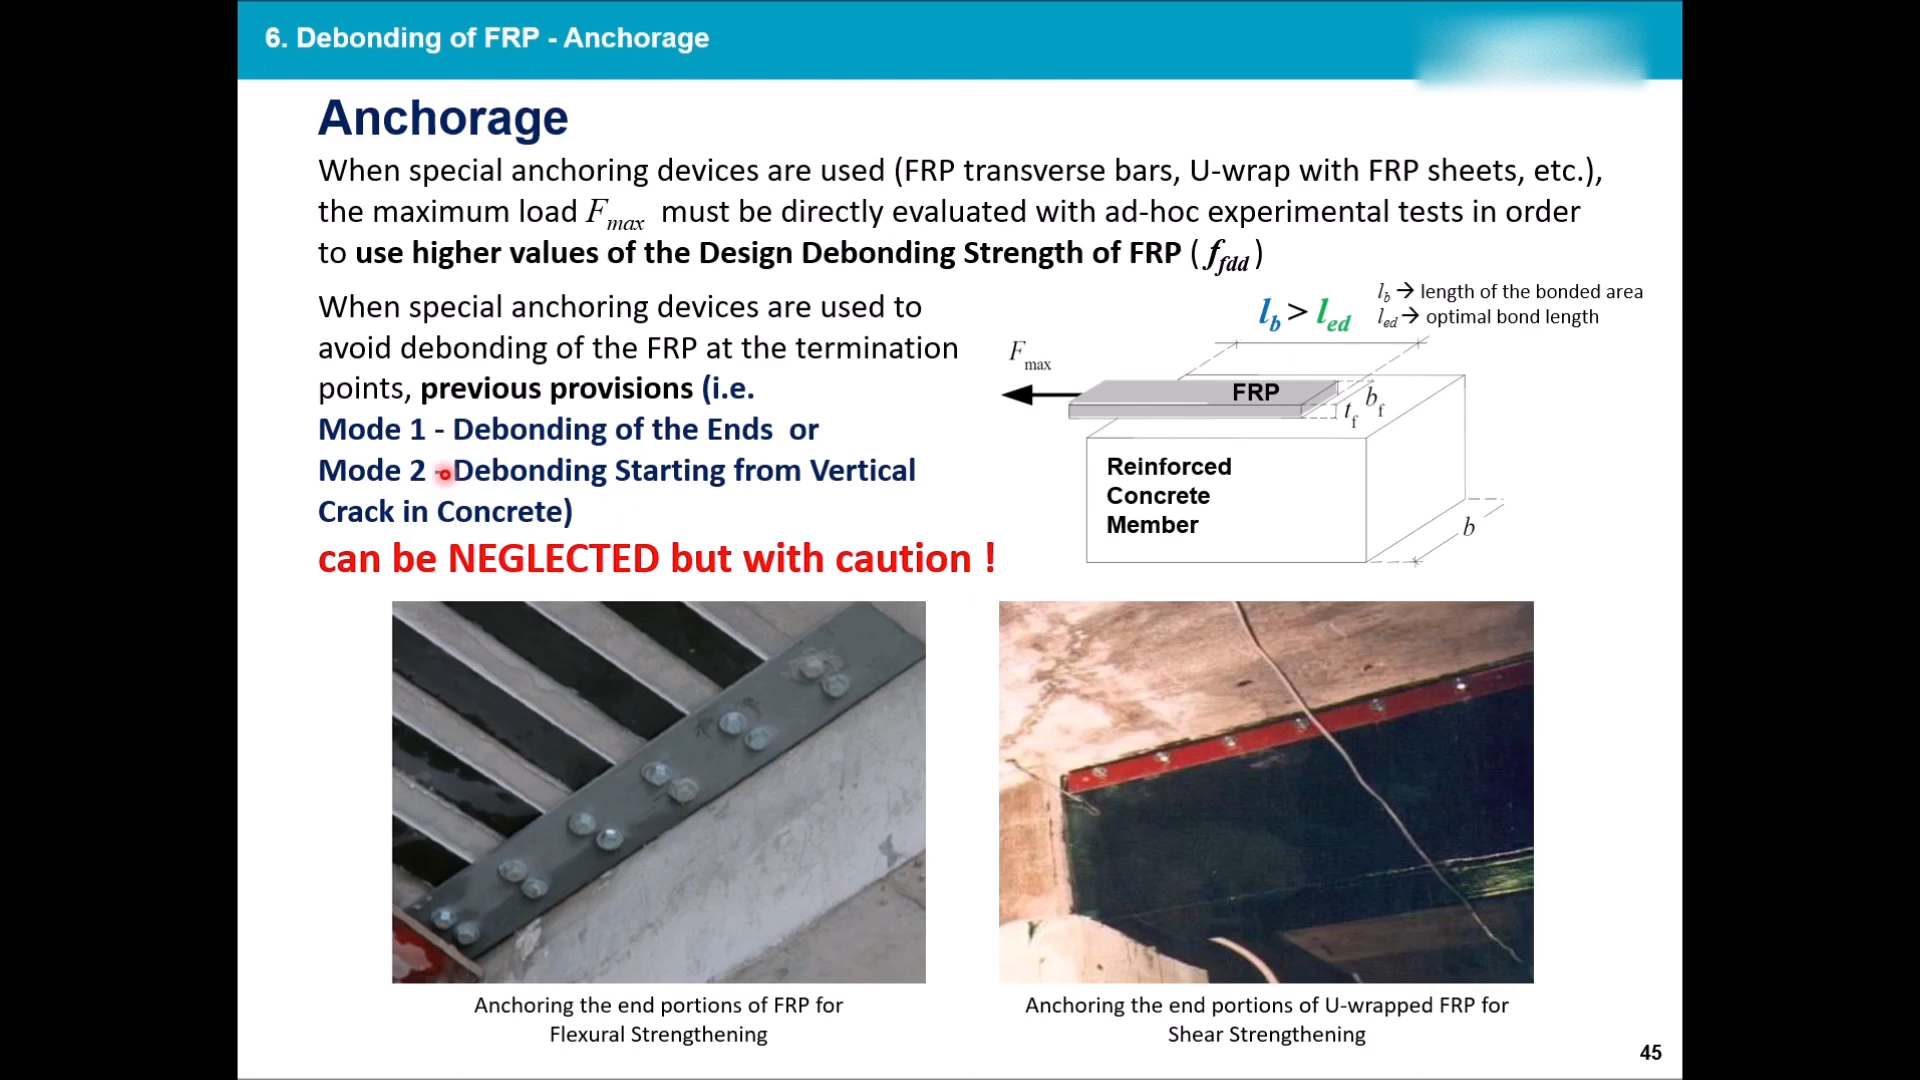 6. Debonding of FRP - Anchorage
Anchorage
When special anchoring devices are used (FRP transverse bars, U-wrap with FRP sheets, etc.),
the maximum load Fmax must be directly evaluated with ad-hoc experimental tests in order
to use higher values of the Design Debonding Strength of FRP (ffdd)
When special anchoring devices are used to
avoid debonding of the FRP at the termination
points, previous provisions (i.e.
Mode 1 - Debonding of the Ends or
Mode 2 - Debonding Starting from Vertical
Crack in Concrete)
can be NEGLECTED but with caution !
lb > led
lb → length of the bonded area
led → optimal bond length
Fmax
FRP
bf
tf
Reinforced
Concrete
Member
b
Anchoring the end portions of FRP for
Flexural Strengthening
Anchoring the end portions of U-wrapped FRP for
Shear Strengthening
45